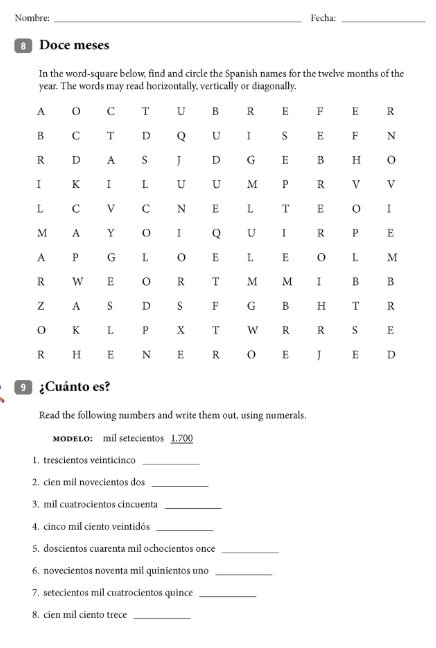 Nombre: Fecha:
8 Doce meses
In the word-square below, find and circle the Spanish names for the twelve months of the
year. The words may read horizontally, vertically or diagonally.
A O C T U B R E F E R
B C T D Q U I S E F N
R D A S J D G E B H O
I K I L U U M P R V V
L C V C N E L T E O I
M A Y O I Q U I R P E
A P G L O E L E O L M
R W E O R T M M I B B
Z A S D S F G B H T R
O K L P X T W R R S E
R H E N E R O E J E D
9 ¿Cuánto es?
Read the following numbers and write them out, using numerals.
MODELO: mil setecientos 1.700
1. trescientos veinticinco
2. cien mil novecientos dos
3. mil cuatrocientos cincuenta
4. cinco mil ciento veintidós
5. doscientos cuarenta mil ochocientos once
6. novecientos noventa mil quinientos uno
7. setecientos mil cuatrocientos quince
8. cien mil ciento trece